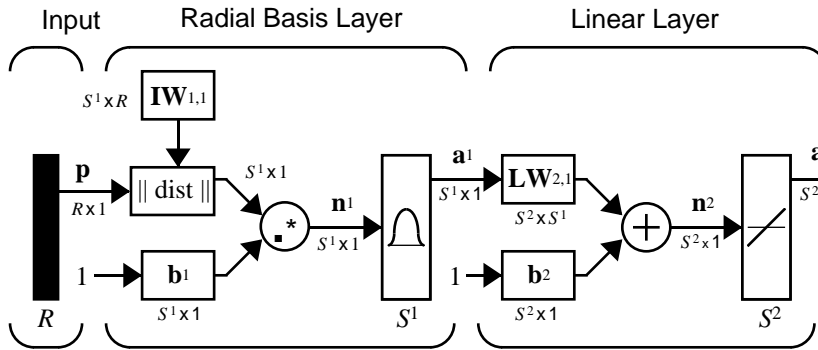 Input
Radial Basis Layer
Linear Layer
S¹xR
IW1,1
p
Rx1
|| dist ||
S¹x1
.*
n¹
S¹x1
a¹
S¹x1
LW2,1
S²xS¹
+
n²
S²x1
a
S²
1
b¹
S¹x1
1
b²
S²x1
R
S¹
S²